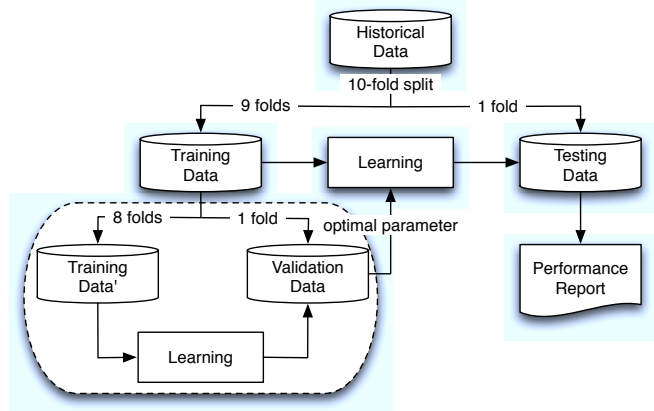 Historical
Data
10-fold split
9 folds
1 fold
Training
Data
Learning
Testing
Data
8 folds
1 fold
optimal parameter
Training
Data'
Validation
Data
Performance
Report
Learning